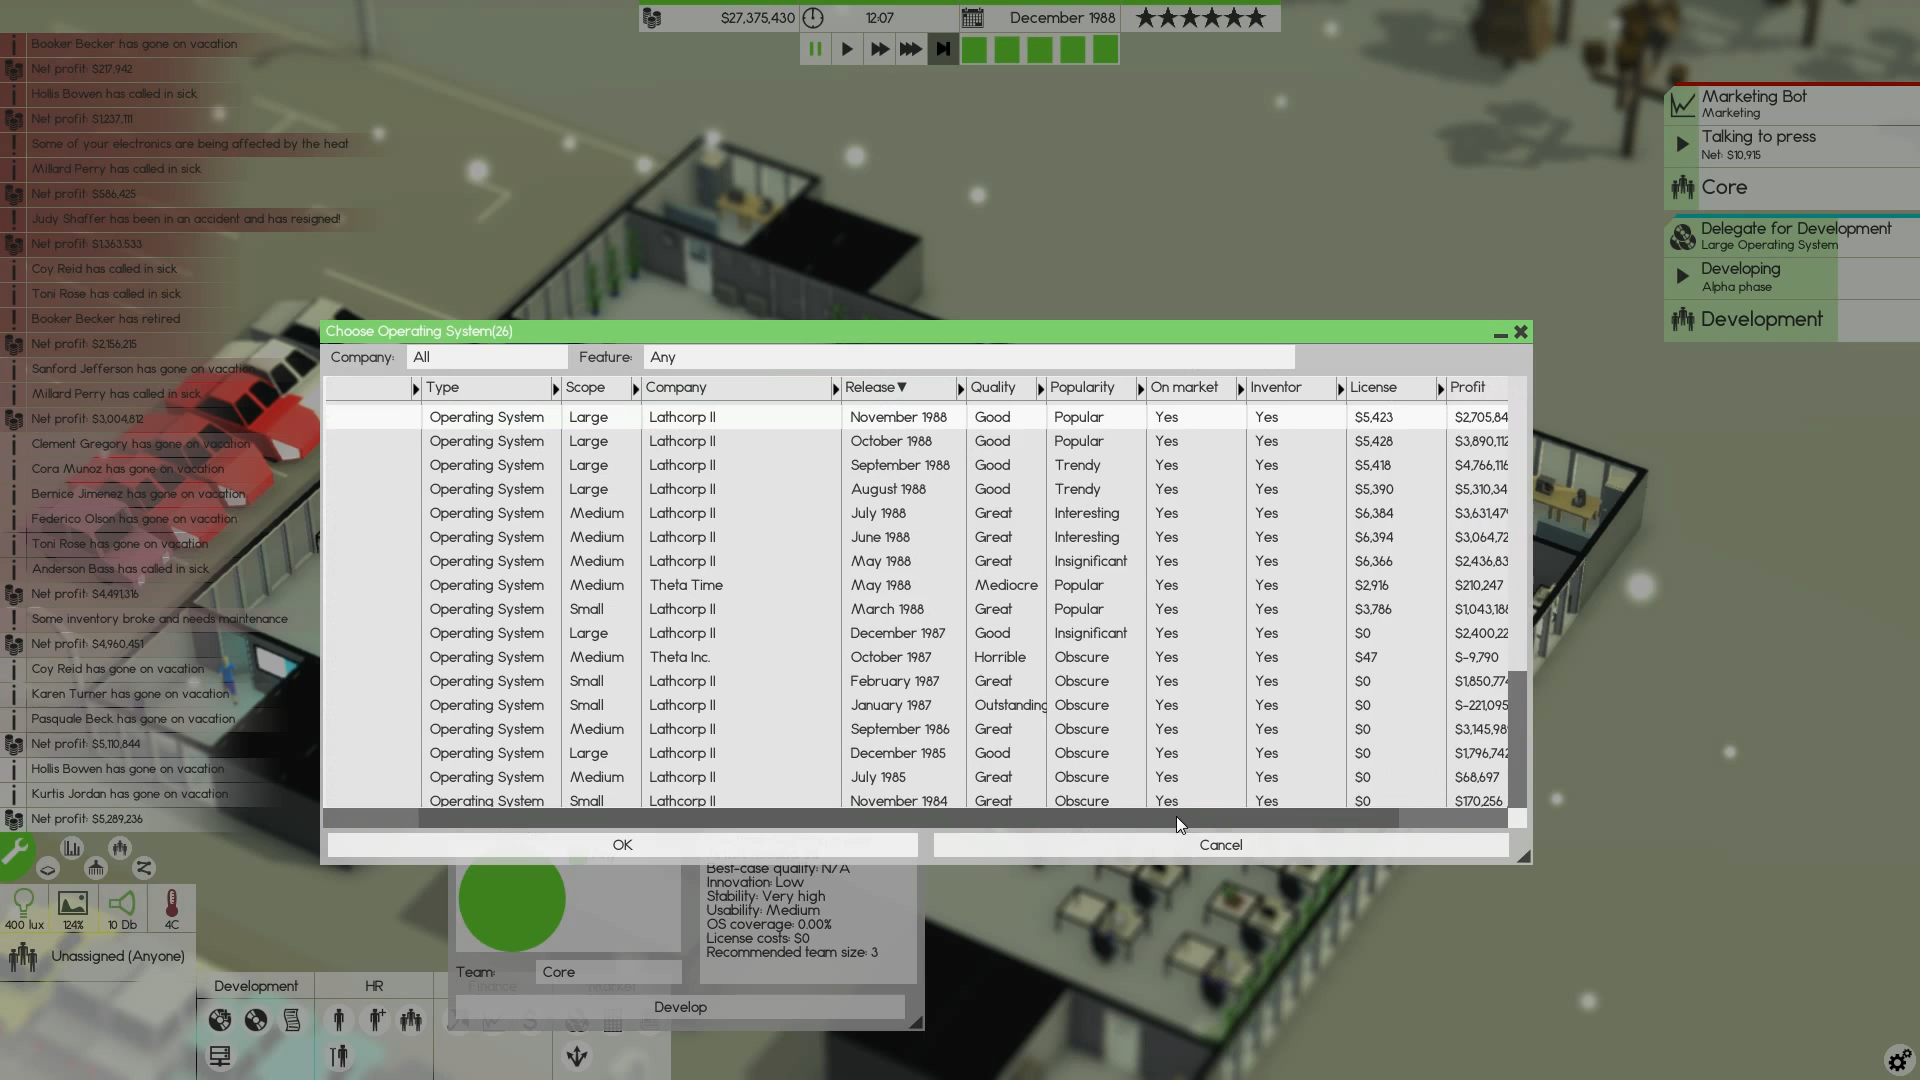 $27,375,430 12:07 December 1988
Booker Becker has gone on vacation
Net profit: $217,942
Hollis Bowen has called in sick
Net profit: $1,237,111
Some of your electronics are being affected by the heat
Millard Perry has called in sick
Net profit: $586,425
Judy Shaffer has been in an accident and has resigned!
Net profit: $1,363,533
Coy Reid has called in sick
Toni Rose has called in sick
Booker Becker has retired
Net profit: $2,156,215
Sanford Jefferson has gone on vacation
Millard Perry has called in sick
Net profit: $3,004,812
Clement Gregory has gone on vacation
Cora Munoz has gone on vacation
Bernice Jimenez has gone on vacation
Federico Olson has gone on vacation
Toni Rose has gone on vacation
Anderson Bass has called in sick
Net profit: $4,491,316
Some inventory broke and needs maintenance
Net profit: $4,960,451
Coy Reid has gone on vacation
Karen Turner has gone on vacation
Pasquale Beck has gone on vacation
Net profit: $5,110,844
Hollis Bowen has gone on vacation
Kurtis Jordan has gone on vacation
Net profit: $5,289,236
Marketing Bot
Marketing
Talking to press
Net: $10,915
Core
Delegate for Development
Large Operating System
Developing
Alpha phase
Development
Choose Operating System(26)
Company: All Feature: Any
Type Scope Company Release Quality Popularity On market Inventor License Profit
Operating System Large Lathcorp II November 1988 Good Popular Yes Yes $5,423 $2,705,84
Operating System Large Lathcorp II October 1988 Good Popular Yes Yes $5,428 $3,890,112
Operating System Large Lathcorp II September 1988 Good Trendy Yes Yes $5,418 $4,766,116
Operating System Large Lathcorp II August 1988 Good Trendy Yes Yes $5,390 $5,310,34
Operating System Medium Lathcorp II July 1988 Great Interesting Yes Yes $6,384 $3,631,479
Operating System Medium Lathcorp II June 1988 Great Interesting Yes Yes $6,394 $3,064,72
Operating System Medium Lathcorp II May 1988 Great Insignificant Yes Yes $6,366 $2,436,83
Operating System Medium Theta Time May 1988 Mediocre Popular Yes Yes $2,916 $210,247
Operating System Small Lathcorp II March 1988 Great Popular Yes Yes $3,786 $1,043,188
Operating System Large Lathcorp II December 1987 Good Insignificant Yes Yes $0 $2,400,22
Operating System Medium Theta Inc. October 1987 Horrible Obscure Yes Yes $47 $-9,790
Operating System Small Lathcorp II February 1987 Great Obscure Yes Yes $0 $1,850,774
Operating System Small Lathcorp II January 1987 Outstanding Obscure Yes Yes $0 $-221,095
Operating System Medium Lathcorp II September 1986 Great Obscure Yes Yes $0 $3,145,98
Operating System Large Lathcorp II December 1985 Good Obscure Yes Yes $0 $1,796,742
Operating System Medium Lathcorp II July 1985 Great Obscure Yes Yes $0 $68,697
Operating System Small Lathcorp II November 1984 Great Obscure Yes Yes $0 $170,256
OK Cancel
Best-case quality: N/A
Innovation: Low
Stability: Very high
Usability: Medium
OS coverage: 0.00%
License costs: $0
Recommended team size: 3
Team: Core
Develop
400 lux 124% 10 Db 4C
Unassigned (Anyone)
Development HR Finance Market